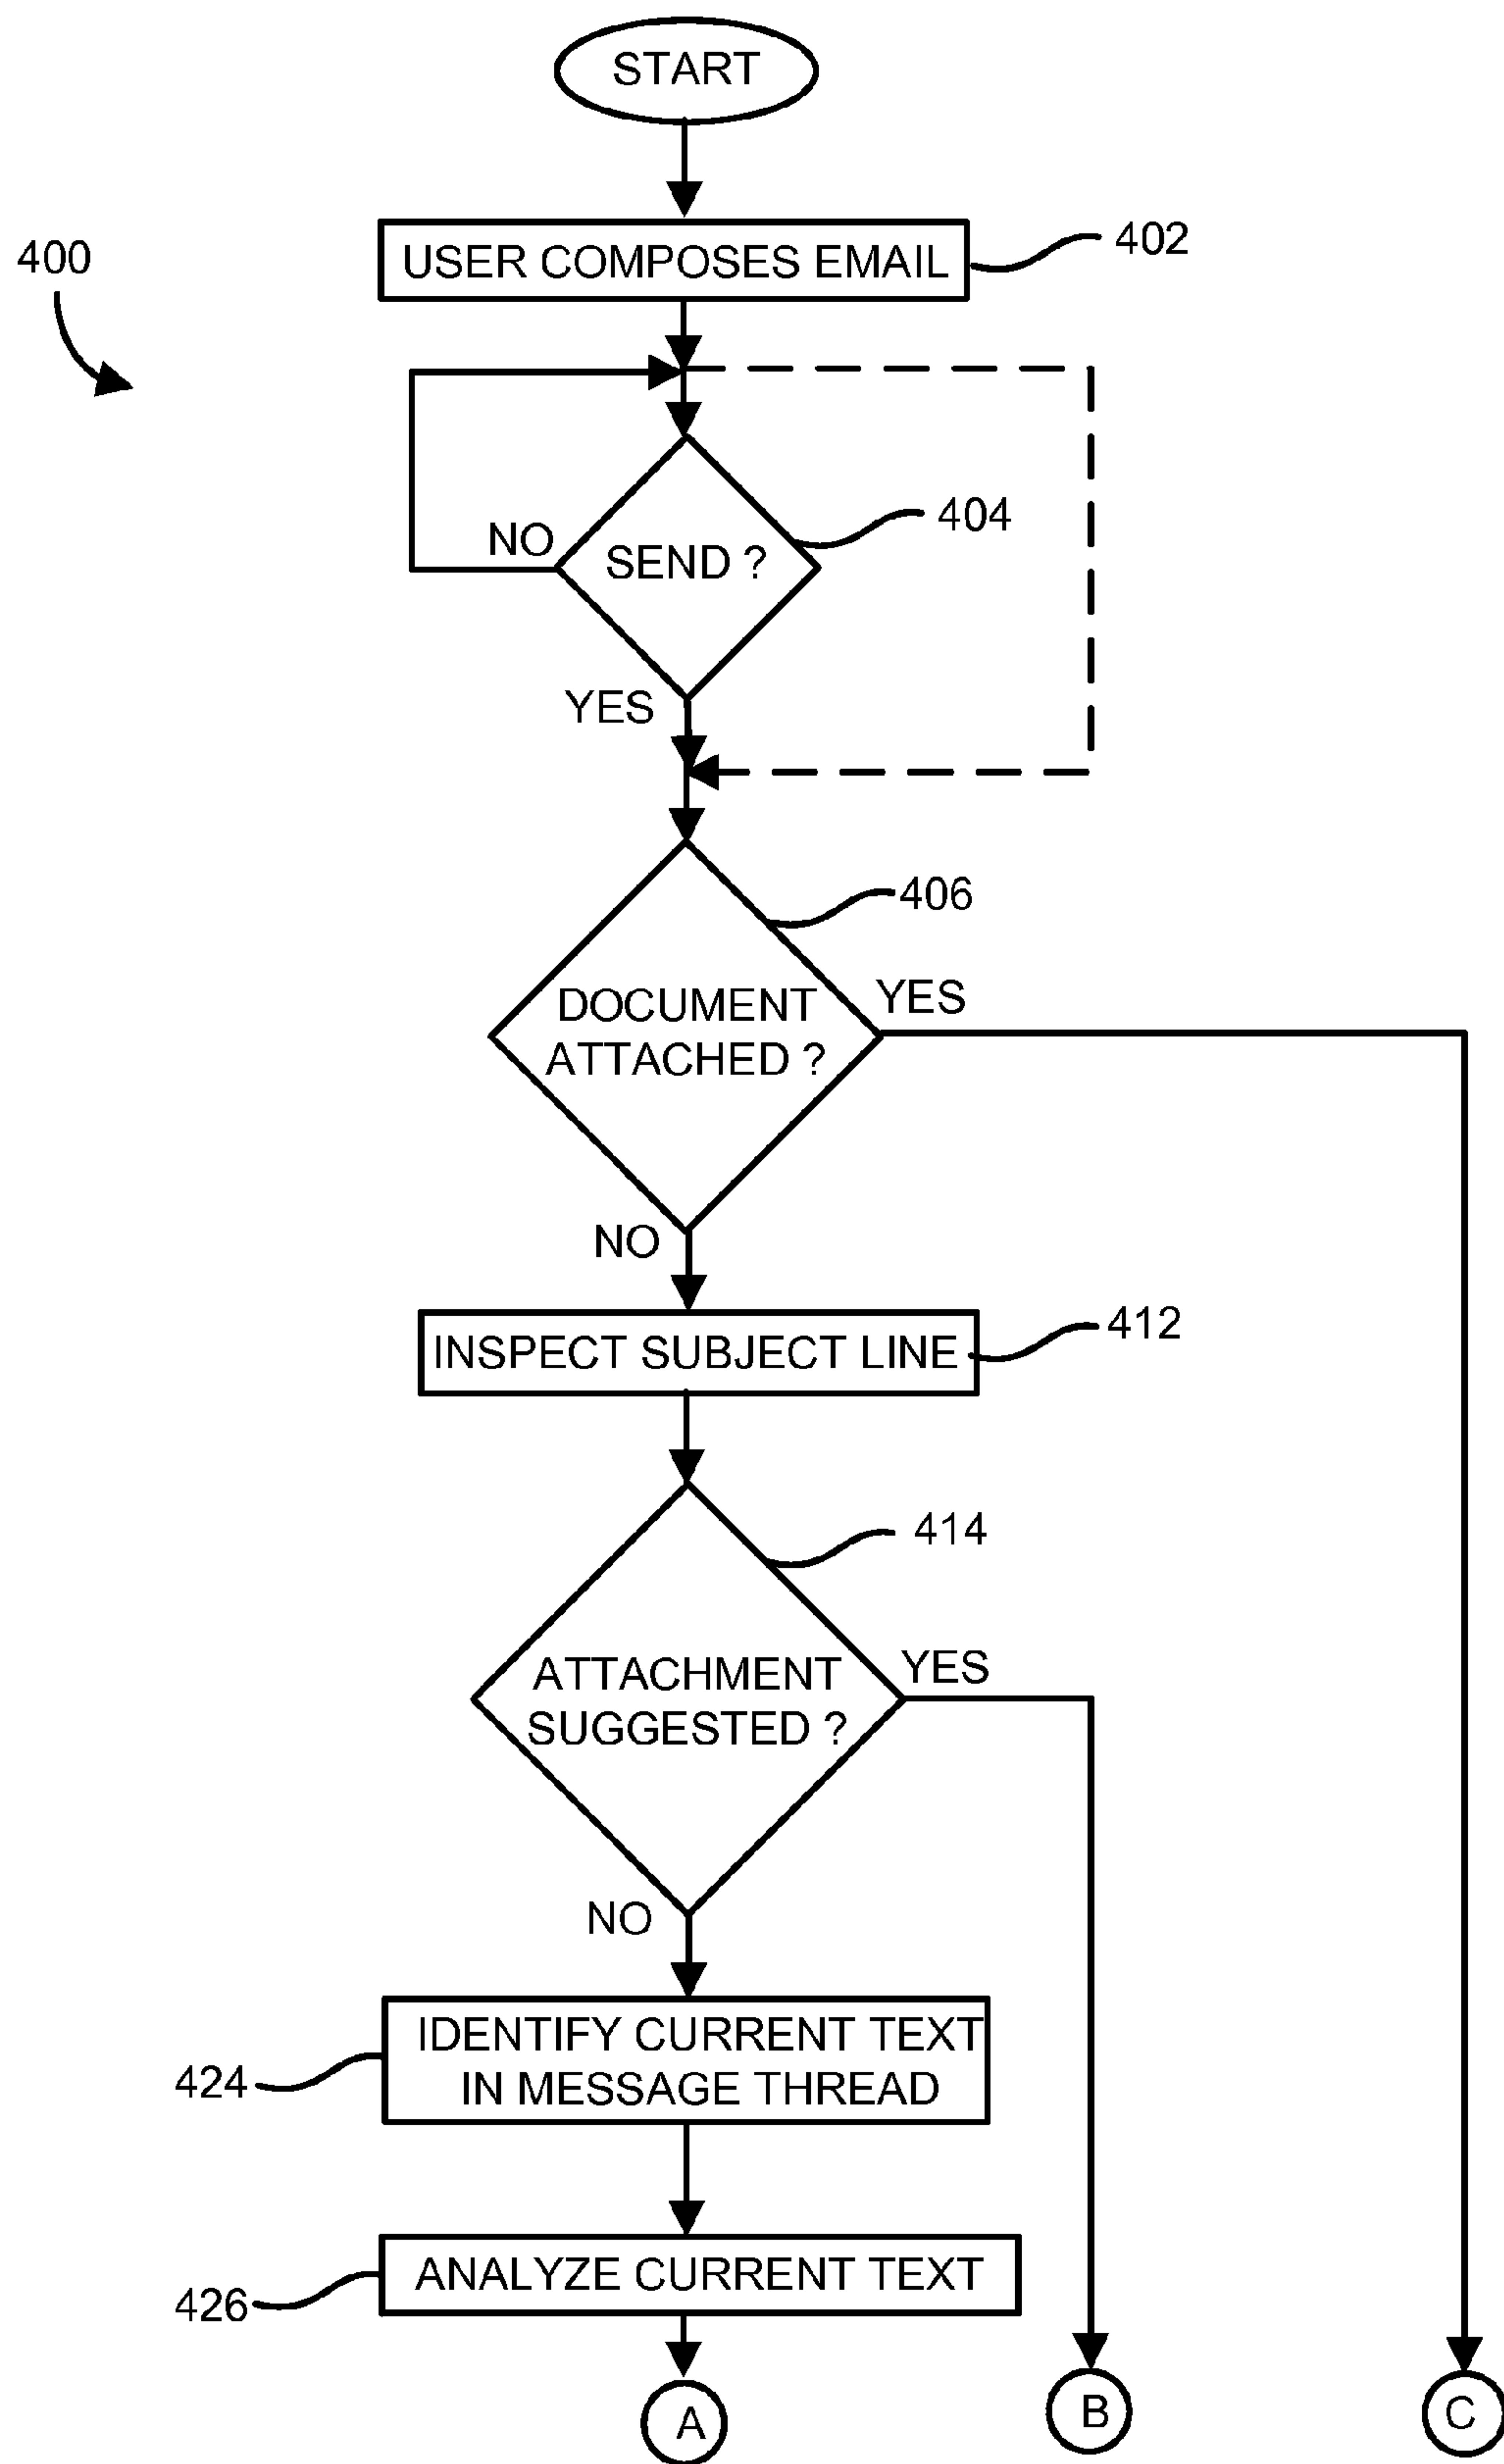 START
400
USER COMPOSES EMAIL
402
NO
SEND ?
404
YES
406
DOCUMENT
ATTACHED ?
YES
NO
INSPECT SUBJECT LINE
412
414
ATTACHMENT
SUGGESTED ?
YES
NO
IDENTIFY CURRENT TEXT
IN MESSAGE THREAD
424
ANALYZE CURRENT TEXT
426
A
B
C